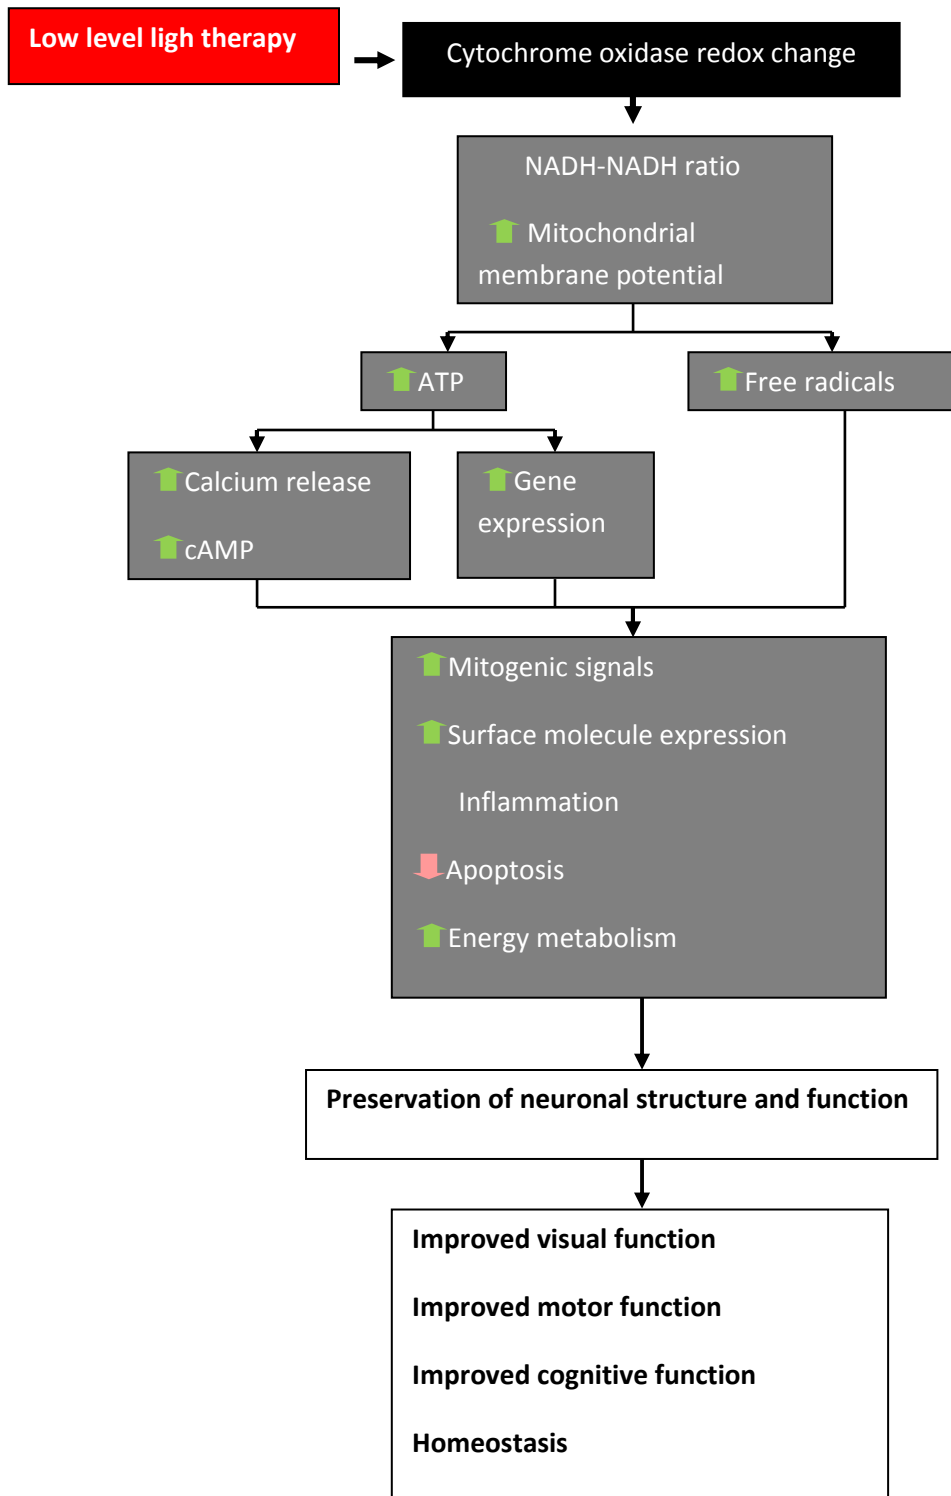 Low level ligh therapy
Cytochrome oxidase redox change
NADH-NADH ratio
Mitochondrial
membrane potential
ATP
Free radicals
Calcium release
cAMP
Gene
expression
Mitogenic signals
Surface molecule expression
Inflammation
Apoptosis
Energy metabolism
Preservation of neuronal structure and function
Improved visual function
Improved motor function
Improved cognitive function
Homeostasis